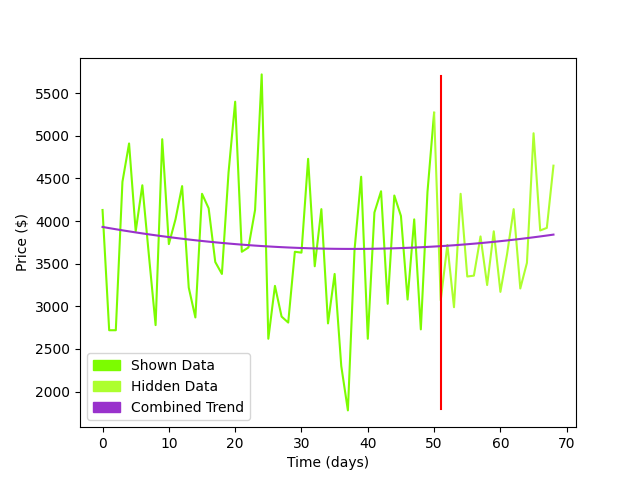 5500
5000
4500
4000
3500
3000
2500
2000
Price ($)
Shown Data
Hidden Data
Combined Trend
0 10 20 30 40 50 60 70
Time (days)